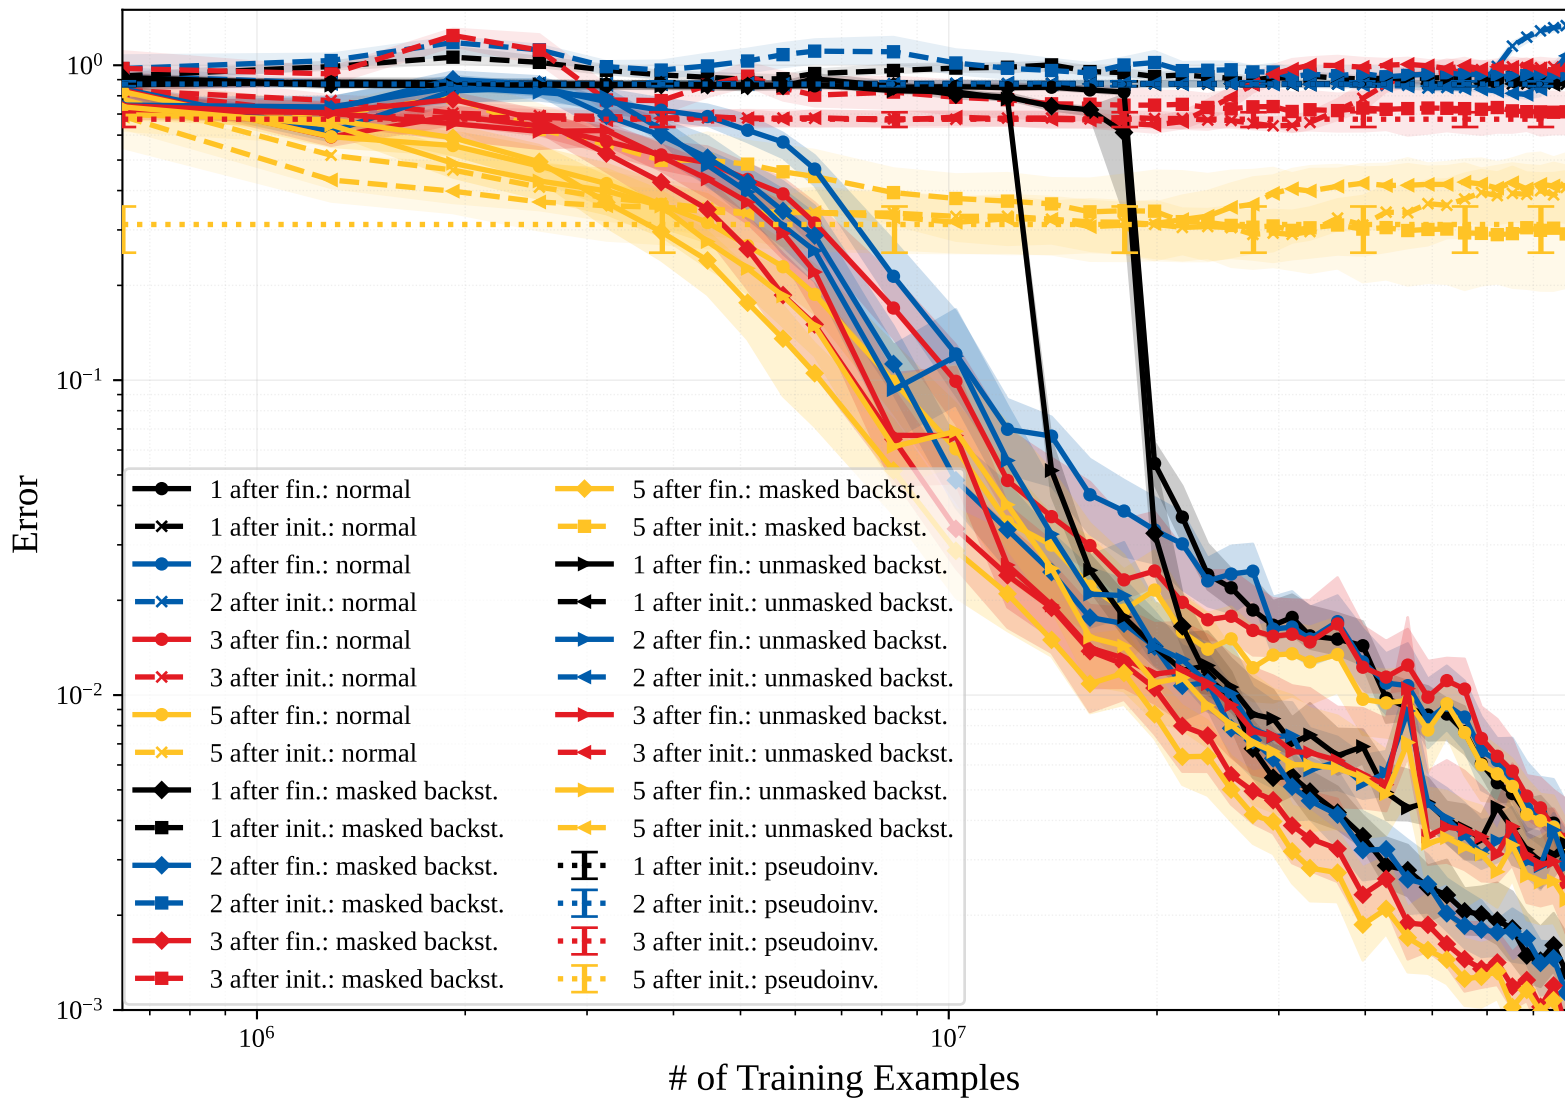 10⁰
10⁻¹
10⁻²
10⁻³
Error
1 after fin.: normal
1 after init.: normal
2 after fin.: normal
2 after init.: normal
3 after fin.: normal
3 after init.: normal
5 after fin.: normal
5 after init.: normal
1 after fin.: masked backst.
1 after init.: masked backst.
2 after fin.: masked backst.
2 after init.: masked backst.
3 after fin.: masked backst.
3 after init.: masked backst.
5 after fin.: masked backst.
5 after init.: masked backst.
1 after fin.: unmasked backst.
1 after init.: unmasked backst.
2 after fin.: unmasked backst.
2 after init.: unmasked backst.
3 after fin.: unmasked backst.
3 after init.: unmasked backst.
5 after fin.: unmasked backst.
5 after init.: unmasked backst.
1 after init.: pseudoinv.
2 after init.: pseudoinv.
3 after init.: pseudoinv.
5 after init.: pseudoinv.
10⁶
10⁷
# of Training Examples